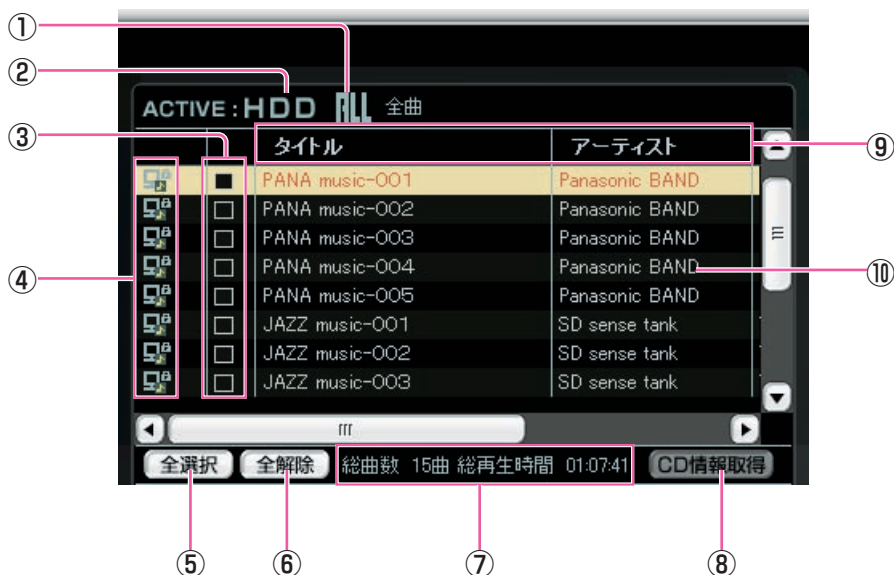 ①
②
ACTIVE : HDD ALL 全曲
③
タイトル アーティスト
⑨
PANA music-001 Panasonic BAND
PANA music-002 Panasonic BAND
PANA music-003 Panasonic BAND
④
PANA music-004 Panasonic BAND
⑩
PANA music-005 Panasonic BAND
JAZZ music-001 SD sense tank
JAZZ music-002 SD sense tank
JAZZ music-003 SD sense tank
全選択 全解除 総曲数 15曲 総再生時間 01:07:41 CD情報取得
⑤ ⑥ ⑦ ⑧